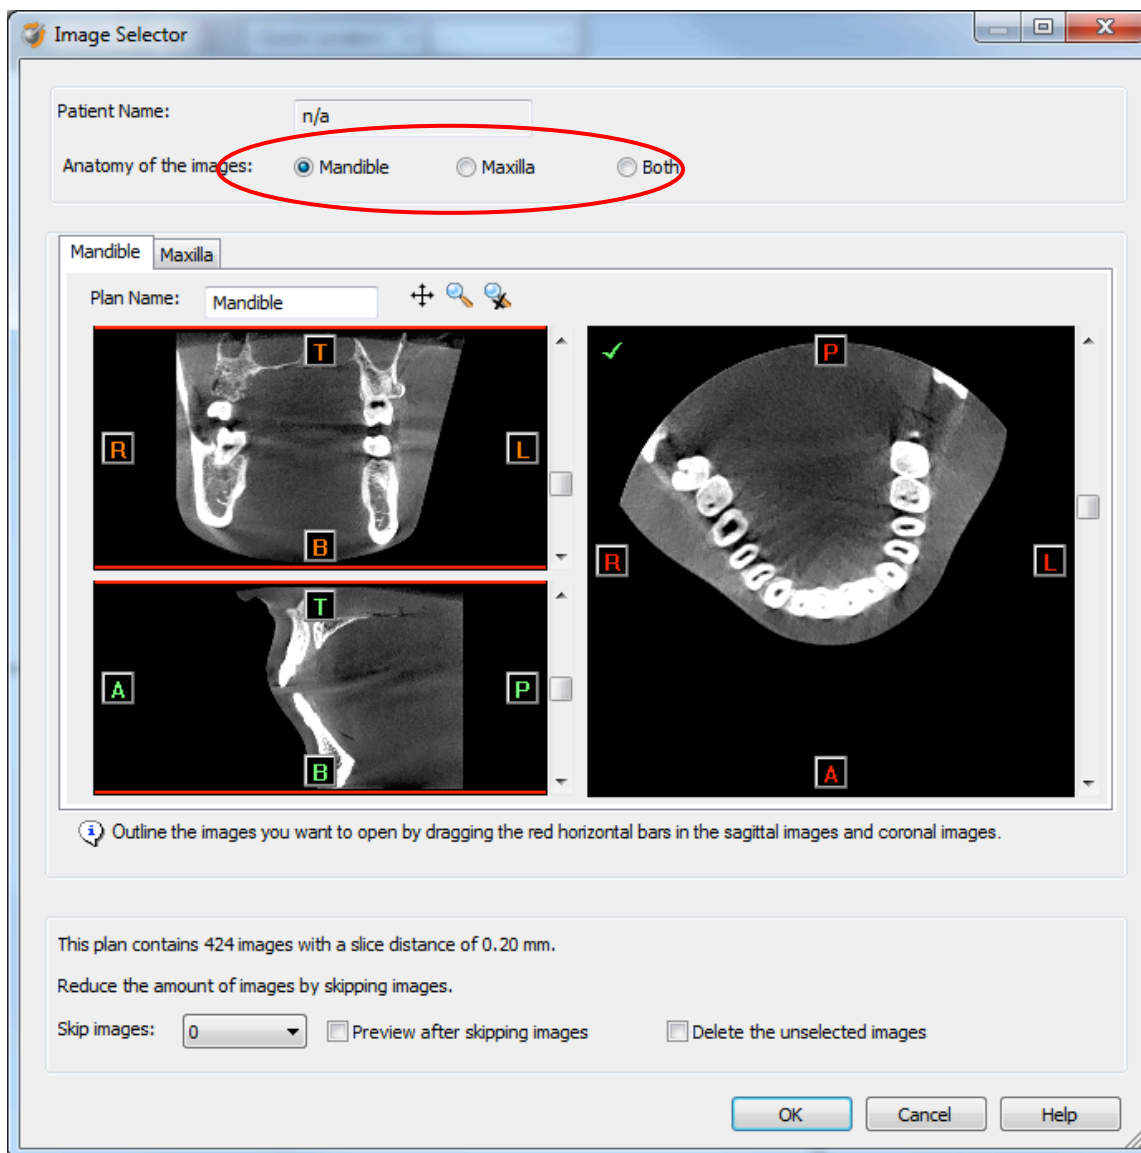 Image Selector
Patient Name: n/a
Anatomy of the images: Mandible Maxilla Both
Mandible Maxilla
Plan Name: Mandible
T
R L
B
T
A P
B
P
R L
A
Outline the images you want to open by dragging the red horizontal bars in the sagittal images and coronal images.
This plan contains 424 images with a slice distance of 0.20 mm.
Reduce the amount of images by skipping images.
Skip images: 0 Preview after skipping images Delete the unselected images
OK Cancel Help